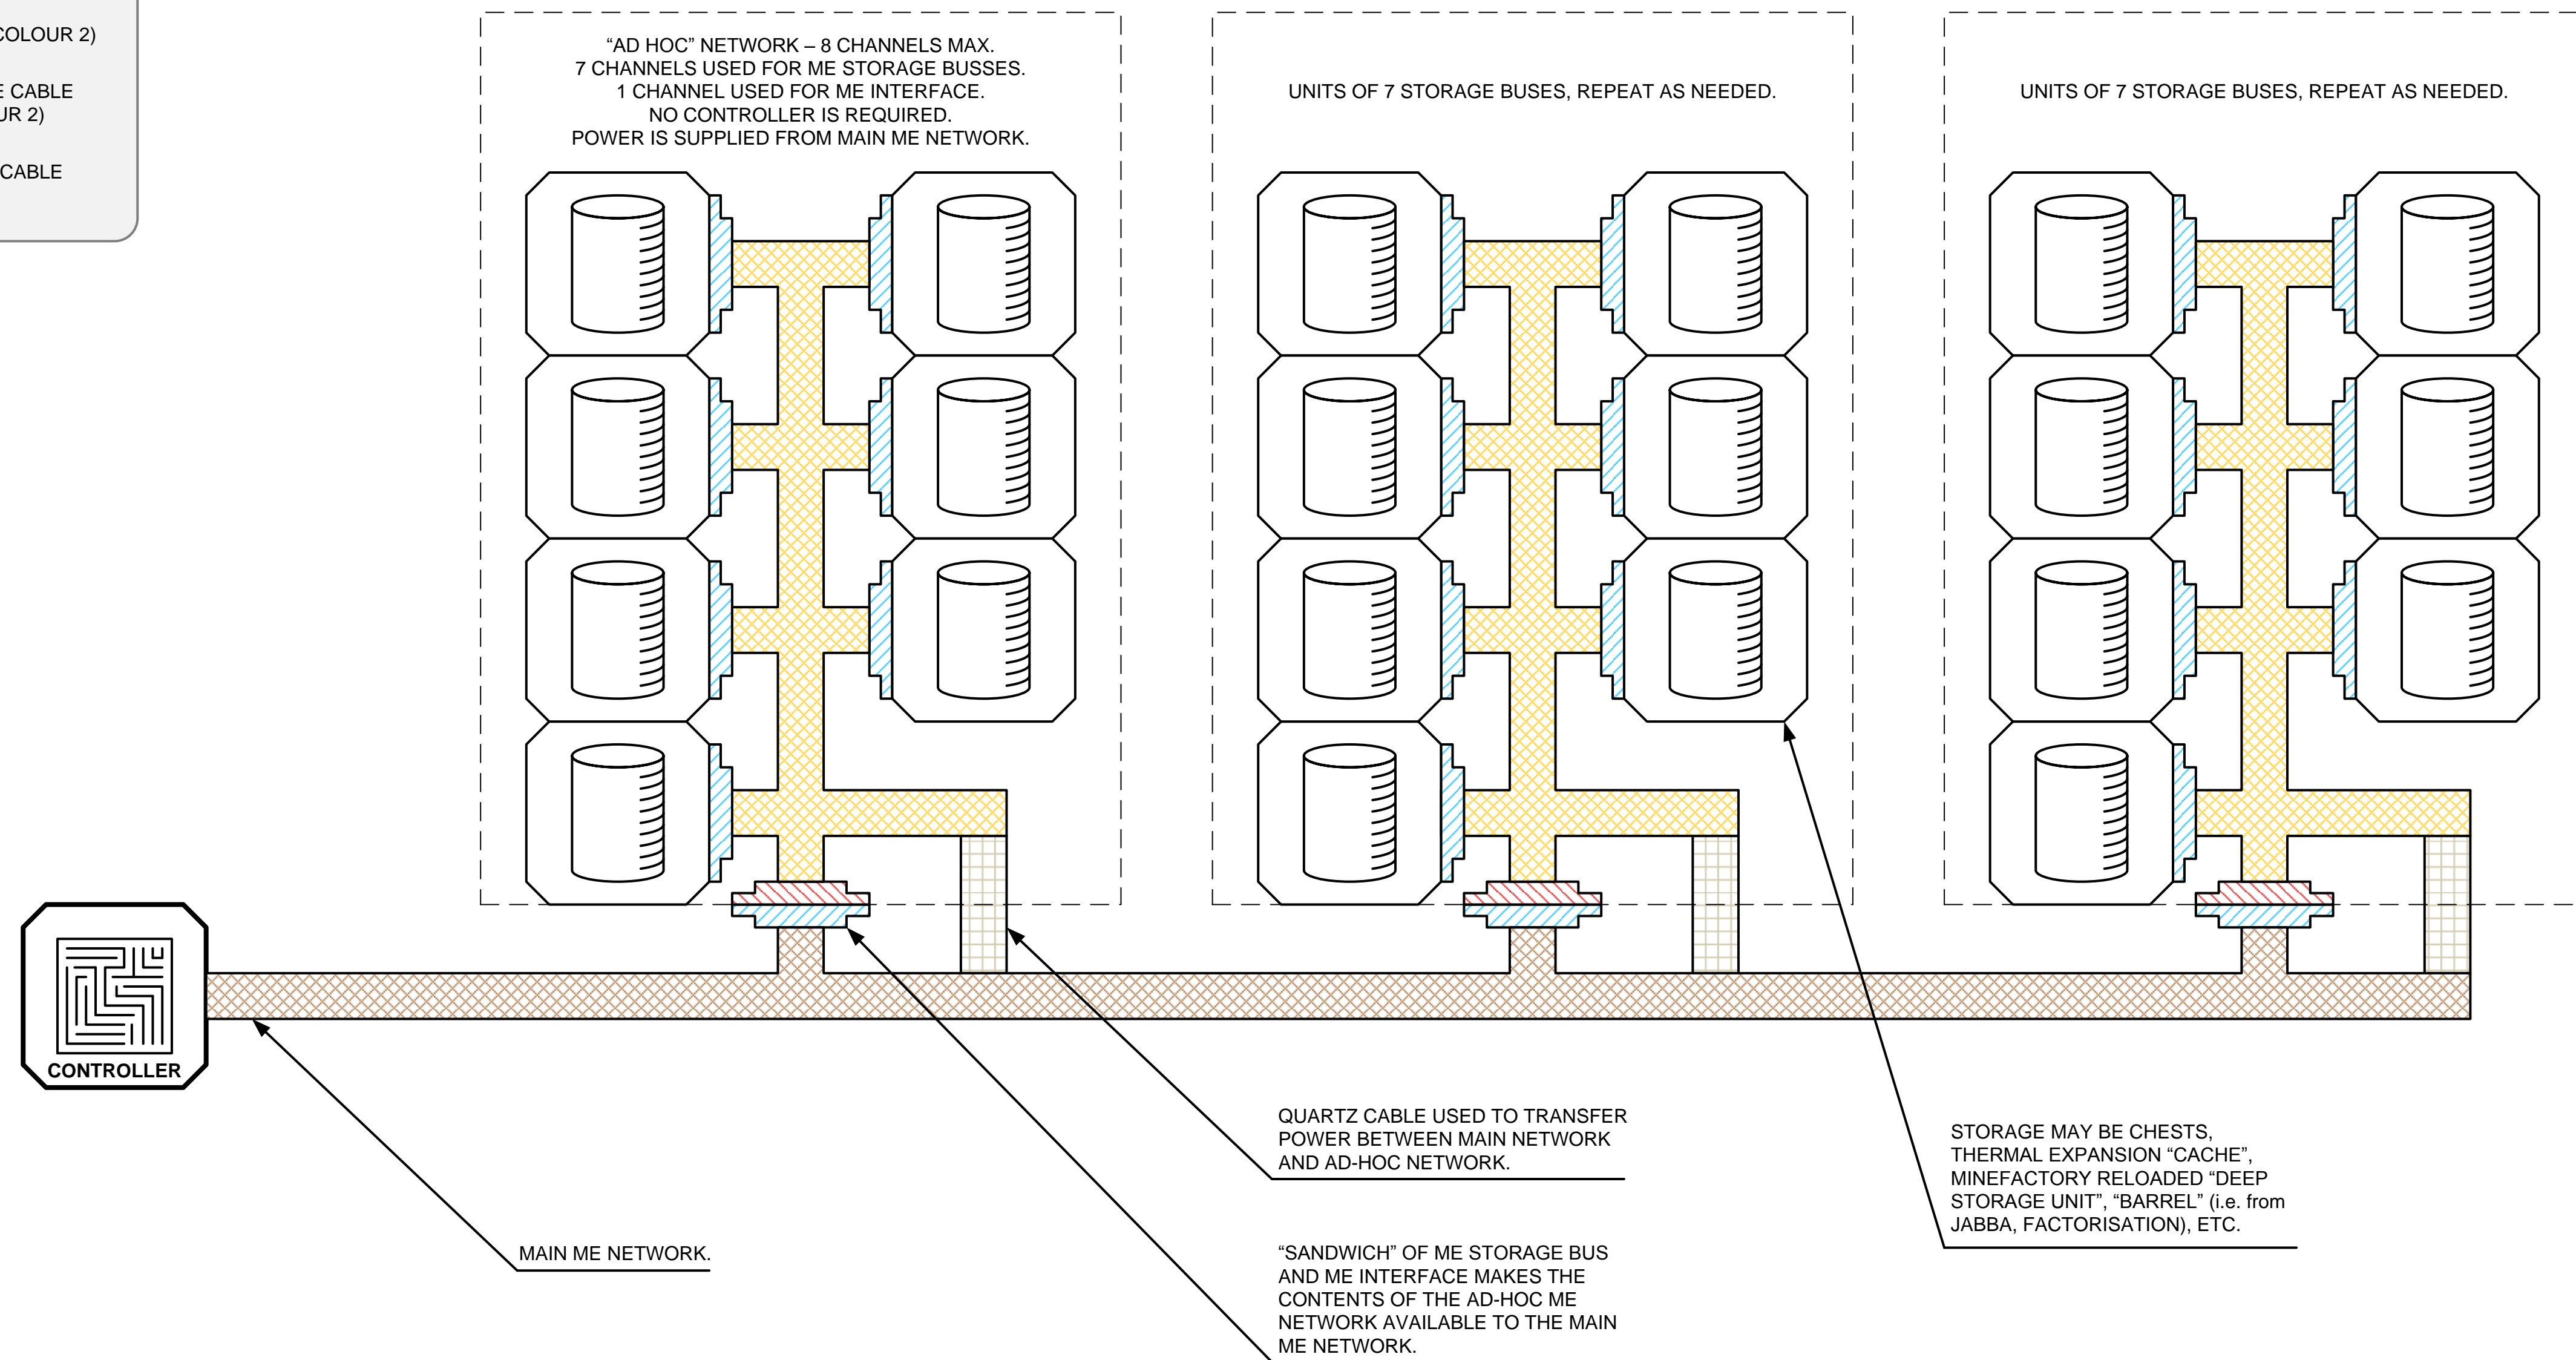 COLOUR 2)
CABLE
UR 2)
CABLE
“AD HOC” NETWORK – 8 CHANNELS MAX.
7 CHANNELS USED FOR ME STORAGE BUSSES.
1 CHANNEL USED FOR ME INTERFACE.
NO CONTROLLER IS REQUIRED.
POWER IS SUPPLIED FROM MAIN ME NETWORK.
UNITS OF 7 STORAGE BUSES, REPEAT AS NEEDED.
UNITS OF 7 STORAGE BUSES, REPEAT AS NEEDED.
CONTROLLER
MAIN ME NETWORK.
QUARTZ CABLE USED TO TRANSFER
POWER BETWEEN MAIN NETWORK
AND AD-HOC NETWORK.
“SANDWICH” OF ME STORAGE BUS
AND ME INTERFACE MAKES THE
CONTENTS OF THE AD-HOC ME
NETWORK AVAILABLE TO THE MAIN
ME NETWORK.
STORAGE MAY BE CHESTS,
THERMAL EXPANSION “CACHE”,
MINEFACTORY RELOADED “DEEP
STORAGE UNIT”, “BARREL” (i.e. from
JABBA, FACTORISATION), ETC.